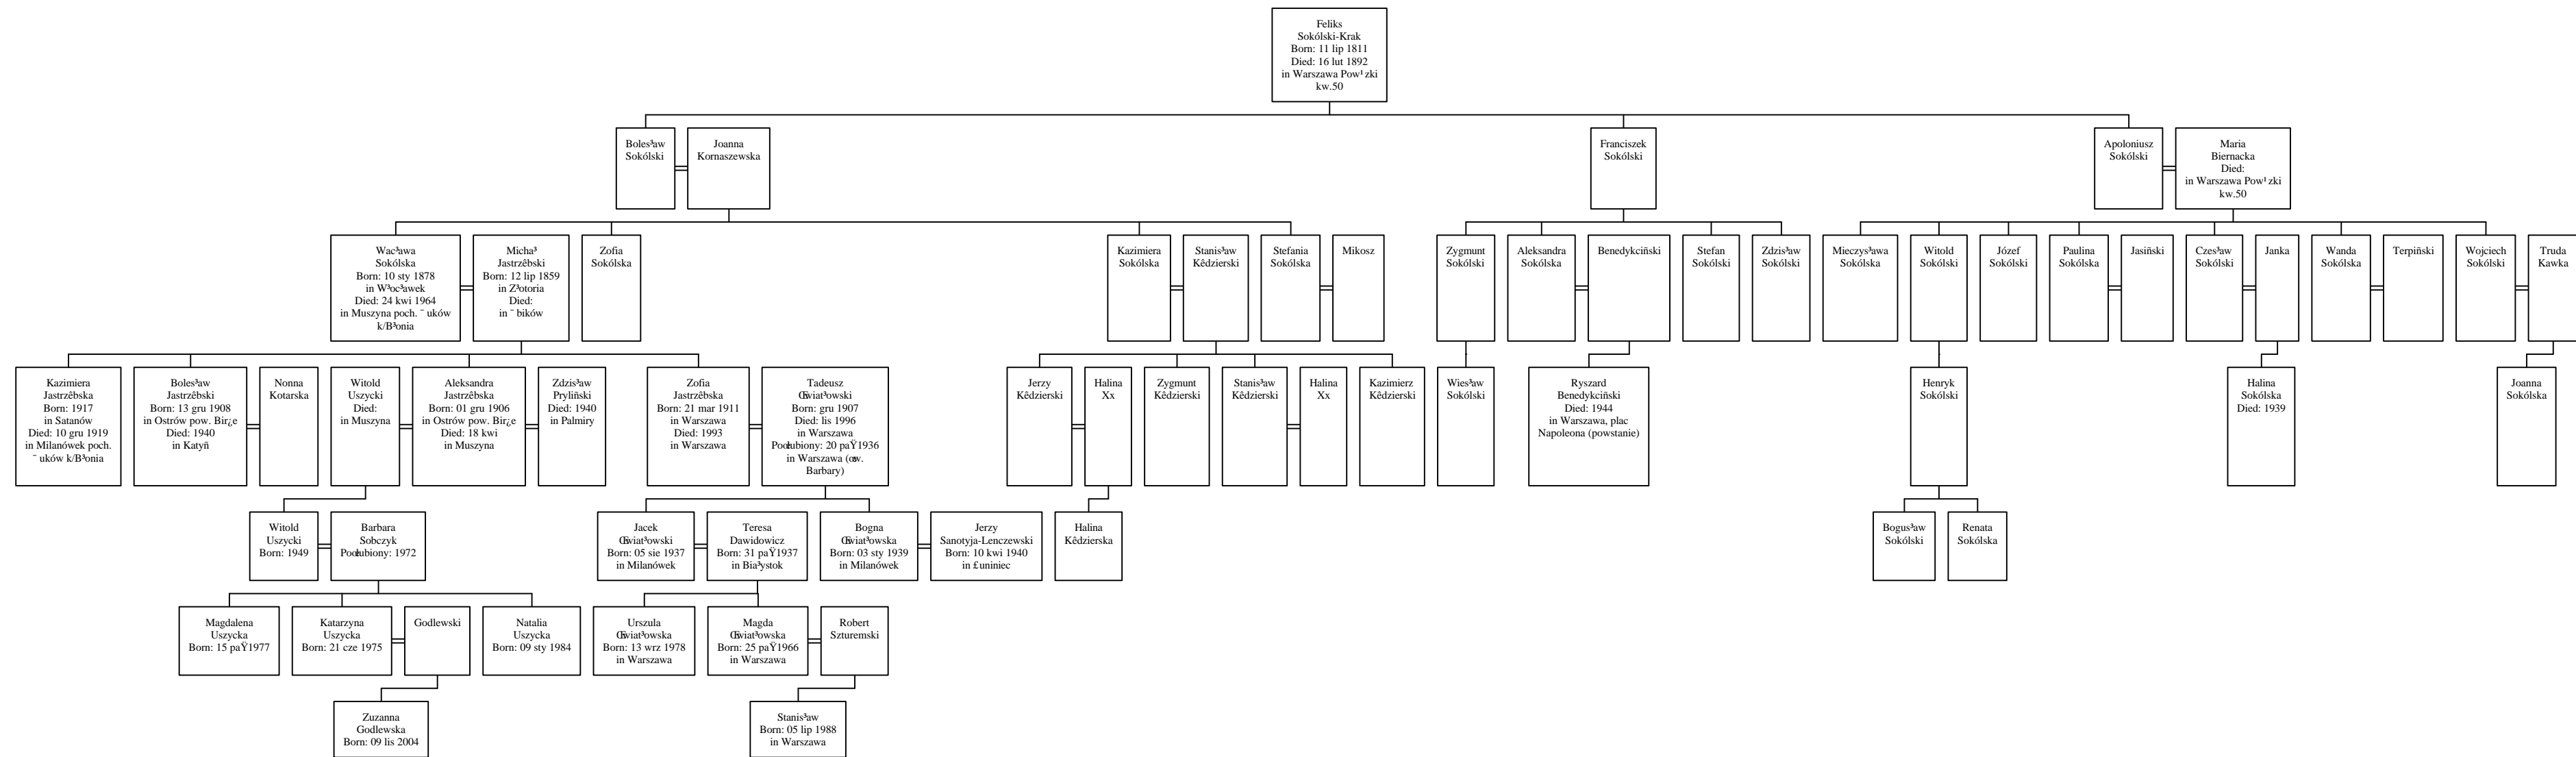 Feliks
Sokólski-Krak
Born: 11 lip 1811
Died: 16 lut 1892
in Warszawa Pow¹zki
kw.50
Boles³aw
Sokólski
Joanna
Kornaszewska
Franciszek
Sokólski
Apoloniusz
Sokólski
Maria
Biernacka
Died:
in Warszawa Pow¹zki
kw.50
Wac³awa
Sokólska
Born: 10 sty 1878
in W³oc³awek
Died: 24 kwi 1964
in Muszyna poch. ¯uków
k/B³onia
Micha³
Jastrzêbski
Born: 12 lip 1859
in Z³otoria
Died:
in ¯bików
Zofia
Sokólska
Kazimiera
Sokólska
Stanis³aw
Kêdzierski
Stefania
Sokólska
Mikosz
Zygmunt
Sokólski
Aleksandra
Sokólska
Benedykciñski
Stefan
Sokólski
Zdzis³aw
Sokólski
Mieczys³awa
Sokólska
Witold
Sokólski
Józef
Sokólski
Paulina
Sokólska
Jasiñski
Czes³aw
Sokólski
Janka
Wanda
Sokólska
Terpiñski
Wojciech
Sokólski
Truda
Kawka
Kazimiera
Jastrzêbska
Born: 1917
in Satanów
Died: 10 gru 1919
in Milanówek poch.
¯uków k/B³onia
Boles³aw
Jastrzêbski
Born: 13 gru 1908
in Ostrów pow. Bir¿e
Died: 1940
in Katyñ
Nonna
Kotarska
Witold
Uszycki
Died:
in Muszyna
Aleksandra
Jastrzêbska
Born: 01 gru 1906
in Ostrów pow. Bir¿e
Died: 18 kwi
in Muszyna
Zdzis³aw
Pryliñski
Died: 1940
in Palmiry
Zofia
Jastrzêbska
Born: 21 mar 1911
in Warszawa
Died: 1993
in Warszawa
Tadeusz
Œwiat³owski
Born: gru 1907
Died: lis 1996
in Warszawa
Poœlubiony: 20 paŸ 1936
in Warszawa (œw.
Barbary)
Jerzy
Kêdzierski
Halina
Xx
Zygmunt
Kêdzierski
Stanis³aw
Kêdzierski
Halina
Xx
Kazimierz
Kêdzierski
Wies³aw
Sokólski
Ryszard
Benedykciñski
Died: 1944
in Warszawa, plac
Napoleona (powstanie)
Henryk
Sokólski
Halina
Sokólska
Died: 1939
Joanna
Sokólska
Witold
Uszycki
Born: 1949
Barbara
Sobczyk
Poœlubiony: 1972
Jacek
Œwiat³owski
Born: 05 sie 1937
in Milanówek
Teresa
Dawidowicz
Born: 31 paŸ 1937
in Bia³ystok
Bogna
Œwiat³owska
Born: 03 sty 1939
in Milanówek
Jerzy
Sanotyja-Lenczewski
Born: 10 kwi 1940
in £uniniec
Halina
Kêdzierska
Bogus³aw
Sokólski
Renata
Sokólska
Magdalena
Uszycka
Born: 15 paŸ 1977
Katarzyna
Uszycka
Born: 21 cze 1975
Godlewski
Natalia
Uszycka
Born: 09 sty 1984
Urszula
Œwiat³owska
Born: 13 wrz 1978
in Warszawa
Magda
Œwiat³owska
Born: 25 paŸ 1966
in Warszawa
Robert
Szturemski
Zuzanna
Godlewska
Born: 09 lis 2004
Stanis³aw
Born: 05 lip 1988
in Warszawa